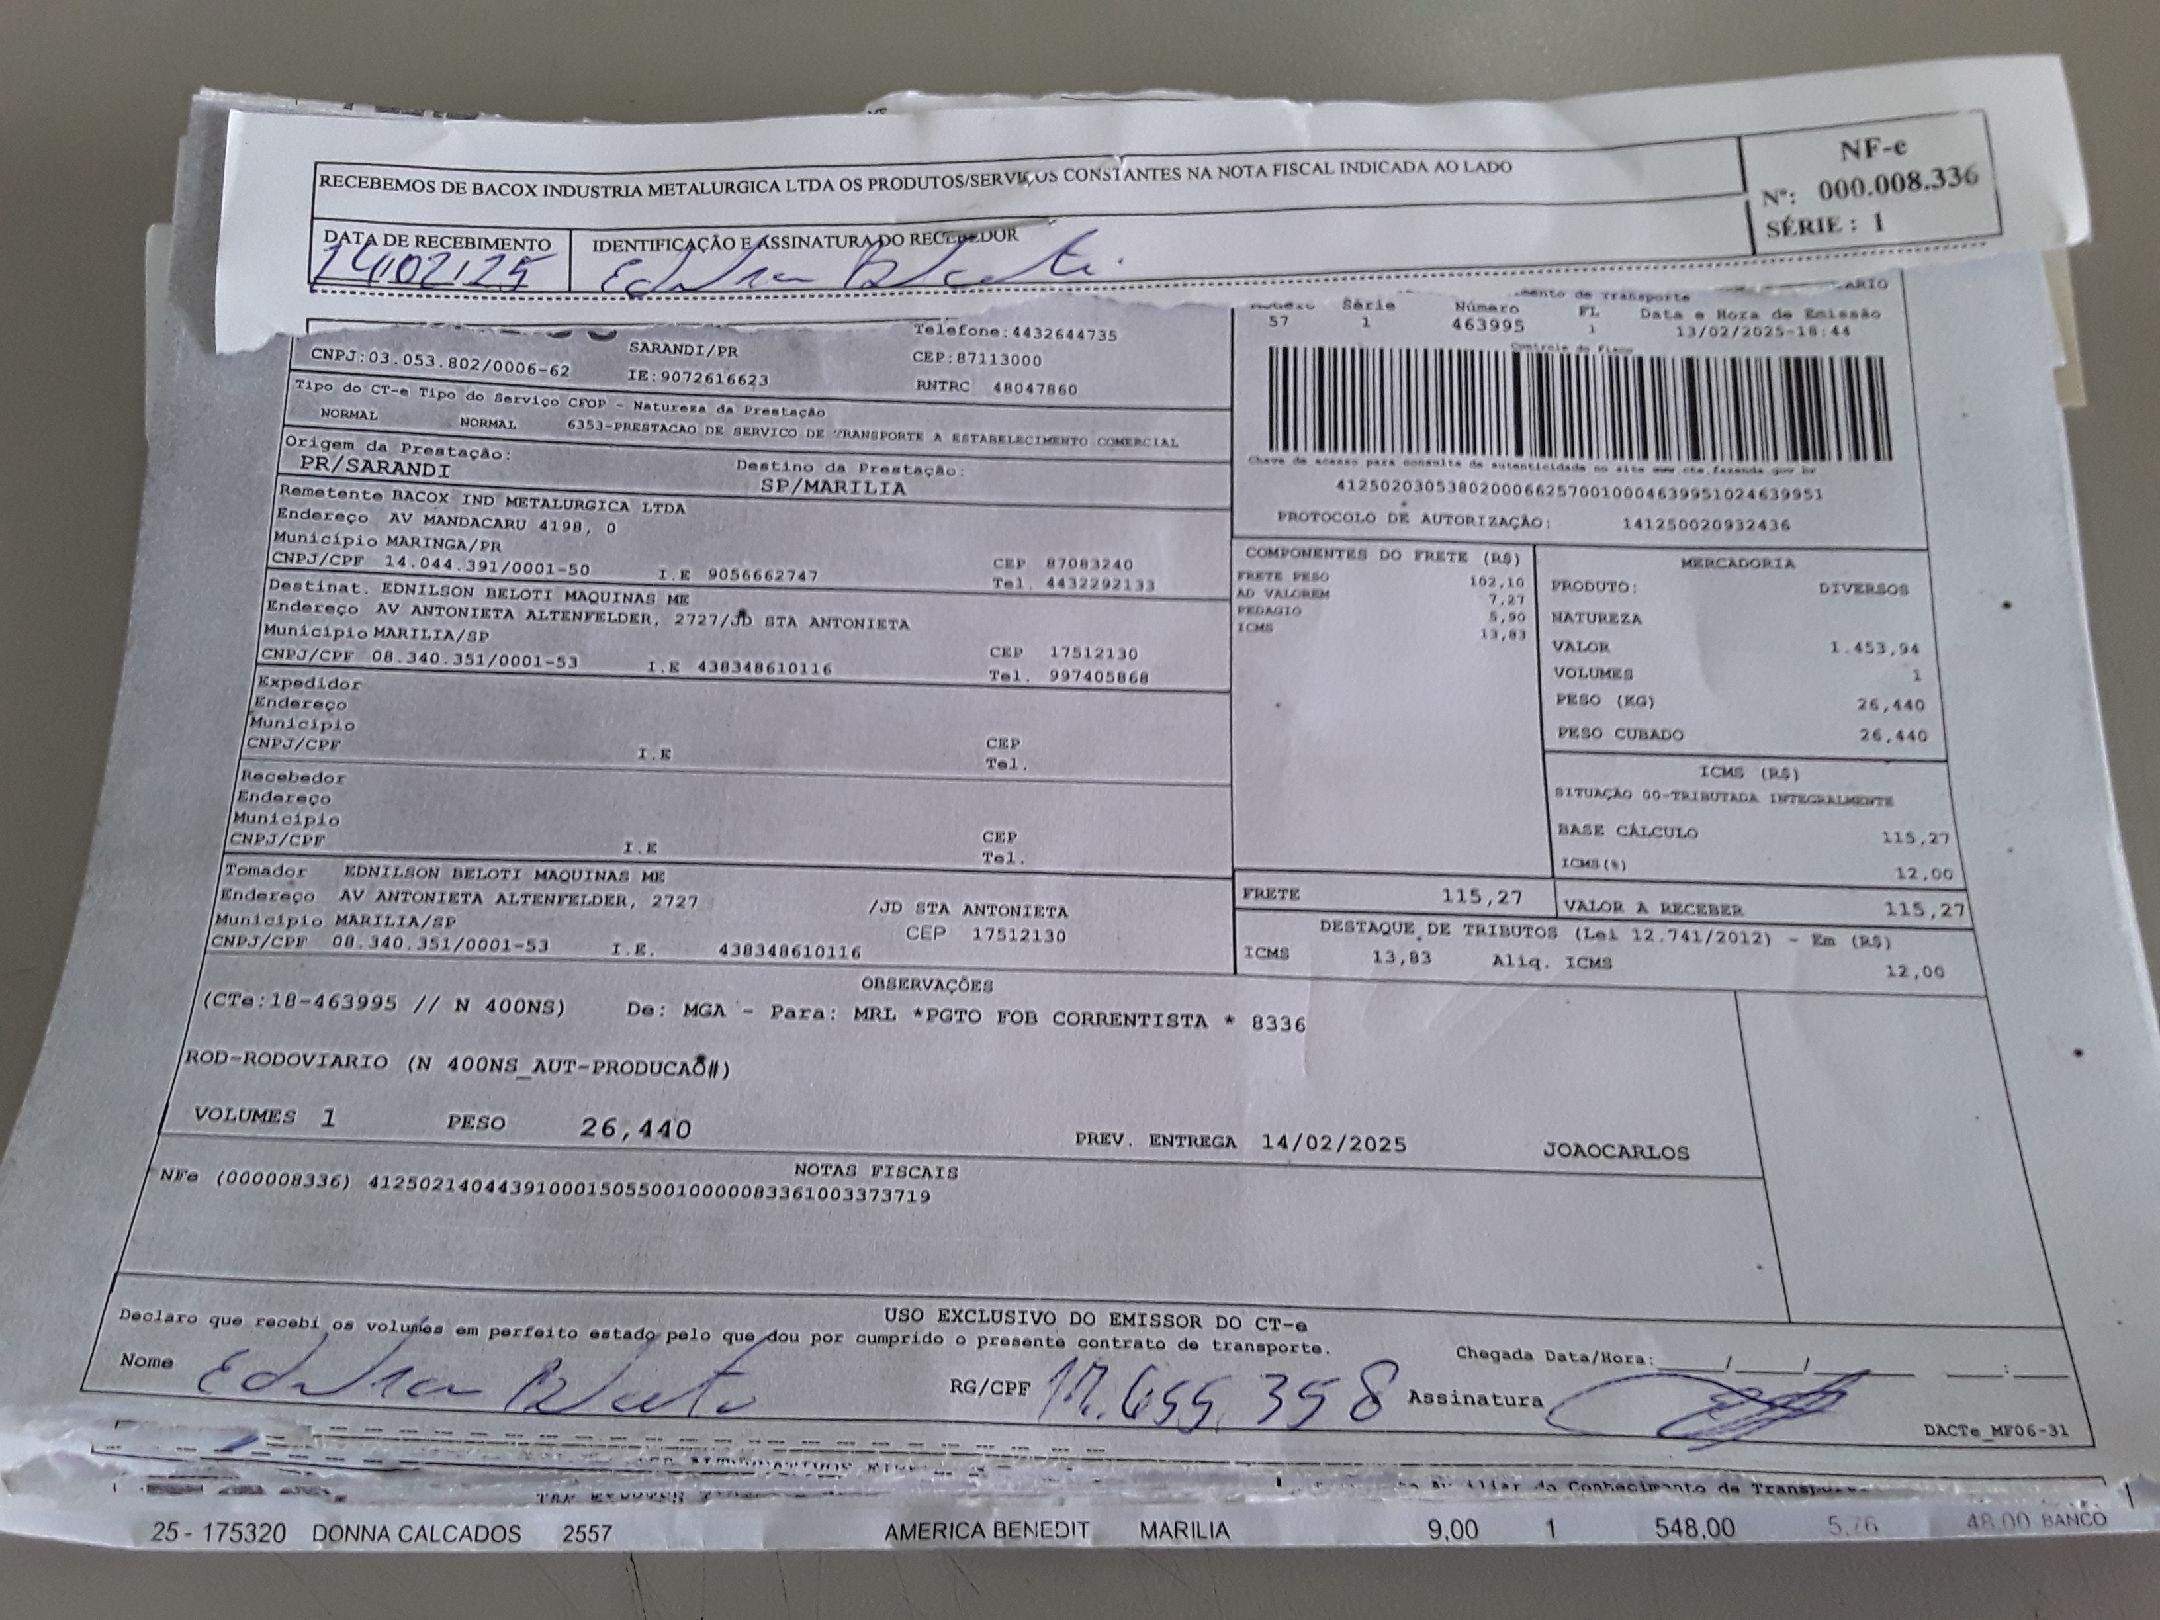 RECEBEMOS DE BACOX INDUSTRIA METALURGICA LTDA OS PRODUTOS/SERVIÇOS CONSTANTES NA NOTA FISCAL INDICADA AO LADO
NF-e
Nº: 000.008.336
SÉRIE: 1
DATA DE RECEBIMENTO
IDENTIFICAÇÃO E ASSINATURA DO RECEBEDOR
14/02/25
Telefone:4432644735
SARANDI/PR
CNPJ:03.053.802/0006-62
CEP:87113000
IE:9072616623
RNTRC 48047860
Série Número FL Data e Hora de Emissão
57 1 463995 1 13/02/2025-18:44
Controle do Fisco
Tipo do CT-e Tipo do Serviço CFOP - Natureza da Prestação
NORMAL NORMAL 6353-PRESTACAO DE SERVICO DE TRANSPORTE A ESTABELECIMENTO COMERCIAL
Origem da Prestação: Destino da Prestação:
PR/SARANDI SP/MARILIA
Chave de acesso para consulta de autenticidade no site www.cte.fazenda.gov.br
41250203053802000662570010004639951024639951
PROTOCOLO DE AUTORIZAÇÃO: 141250020932436
Remetente BACOX IND METALURGICA LTDA
Endereço AV MANDACARU 4198, 0
Município MARINGA/PR CEP 87083240
CNPJ/CPF 14.044.391/0001-50 I.E 9056662747 Tel. 4432292133
Destinat. EDNILSON BELOTI MAQUINAS ME
Endereço AV ANTONIETA ALTENFELDER, 2727/JD STA ANTONIETA
Município MARILIA/SP CEP 17512130
CNPJ/CPF 08.340.351/0001-53 I.E 438348610116 Tel. 997405868
Expedidor
Endereço
Município CEP
CNPJ/CPF I.E Tel.
Recebedor
Endereço
Município CEP
CNPJ/CPF I.E Tel.
Tomador EDNILSON BELOTI MAQUINAS ME
Endereço AV ANTONIETA ALTENFELDER, 2727 /JD STA ANTONIETA
Município MARILIA/SP CEP 17512130
CNPJ/CPF 08.340.351/0001-53 I.E. 438348610116
COMPONENTES DO FRETE (R$)
FRETE PESO 102,10
AD VALOREM 7,27
PEDAGIO 5,90
ICMS 13,83
MERCADORIA
PRODUTO: DIVERSOS
NATUREZA
VALOR 1.453,94
VOLUMES 1
PESO (KG) 26,440
PESO CUBADO 26,440
ICMS (R$)
SITUAÇÃO 00-TRIBUTADA INTEGRALMENTE
BASE CÁLCULO 115,27
ICMS(%) 12,00
FRETE 115,27 VALOR A RECEBER 115,27
DESTAQUE DE TRIBUTOS (Lei 12.741/2012) - Em (R$)
ICMS 13,83 Aliq. ICMS 12,00
OBSERVAÇÕES
(CTe:18-463995 // N 400NS) De: MGA - Para: MRL *PGTO FOB CORRENTISTA * 8336
ROD-RODOVIARIO (N 400NS_AUT-PRODUCAO#)
VOLUMES 1 PESO 26,440 PREV. ENTREGA 14/02/2025 JOAOCARLOS
NOTAS FISCAIS
NFe (000008336) 41250214044391000150550010000083361003373719
USO EXCLUSIVO DO EMISSOR DO CT-e
Declaro que recebi os volumes em perfeito estado pelo que dou por cumprido o presente contrato de transporte.
Chegada Data/Hora: / / :
Nome RG/CPF 17.655.358 Assinatura
DACTe_MF06-31
25 - 175320 DONNA CALCADOS 2557 AMERICA BENEDIT MARILIA 9,00 1 548,00 5,76 48,00 BANCO